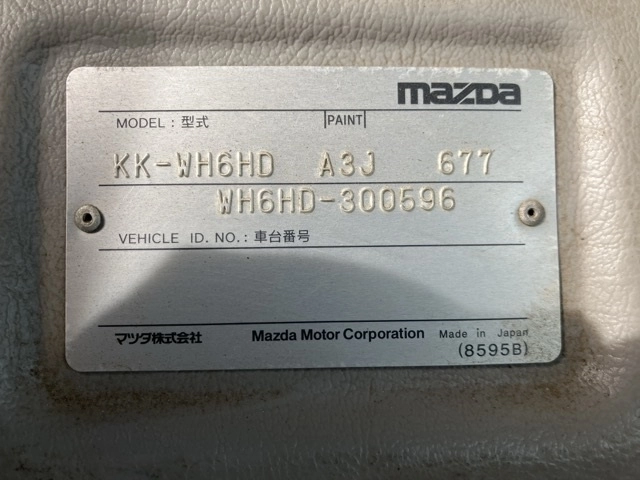 mazda
MODEL : 型式 PAINT
KK-WH6HD A3J 677
WH6HD-300596
VEHICLE ID. NO. : 車台番号
マツダ株式会社 Mazda Motor Corporation Made in Japan
(8595B)